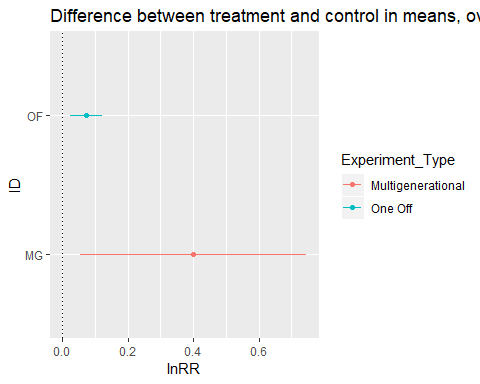 Difference between treatment and control in means, ov
OF
MG
ID
0.0
0.2
0.4
0.6
lnRR
Experiment_Type
Multigenerational
One Off